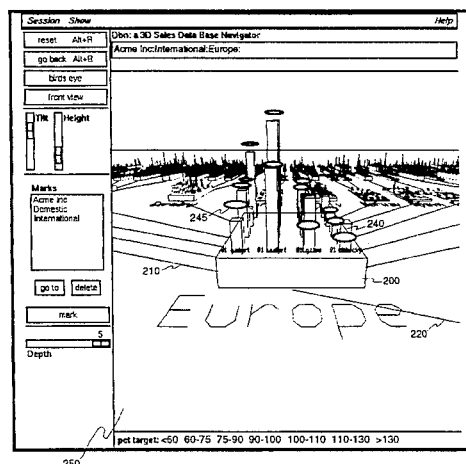 Session Show Help
reset Alt+R
go back Alt+B
birds eye
front view
Tilt Height
Marks
Acme Inc
Domestic
International
go to delete
mark
5
Depth
Dbn: a 3D Sales Data Base Navigator
Acme Inc:International:Europe:
245
240
210
200
Europe
220
pct target: <60 60-75 75-90 90-100 100-110 110-130 >130
250